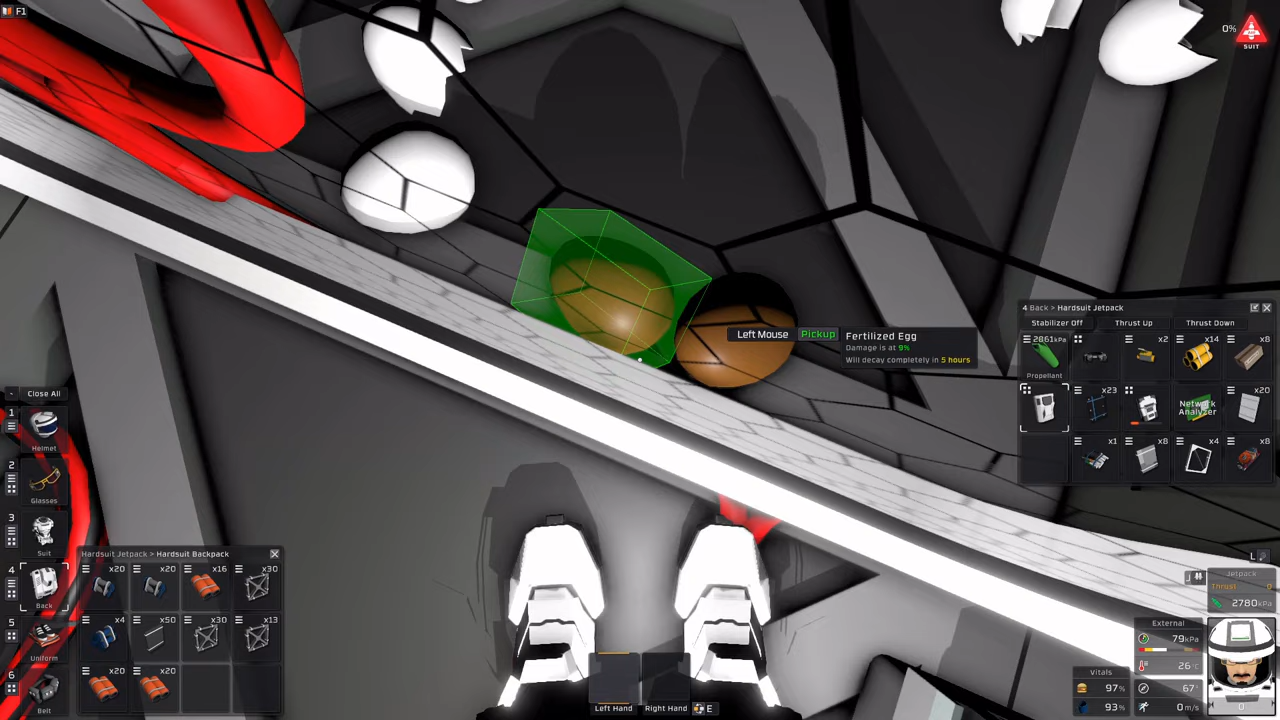 F1
0%
SUIT
Left Mouse Pickup Fertilized Egg
Damage is at 9%
Will decay completely in 5 hours
4 Back > Hardsuit Jetpack
Stabilizer Off Thrust Up Thrust Down
2861kPa x2 x14 x8
Propellant
x23 Network Analyzer x20
x1 x8 x4 x8
- Close All
1
Helmet
2
Glasses
3
Suit
4
Back
5
Uniform
6
Belt
Hardsuit Jetpack > Hardsuit Backpack
x20 x20 x16 x30
x4 x50 x30 x13
x20 x20
Left Hand Right Hand E
L
J
Jetpack
Thrust 0
2780kPa
External
79kPa
26°C
67°
0m/s
Vitals
97%
93%
0